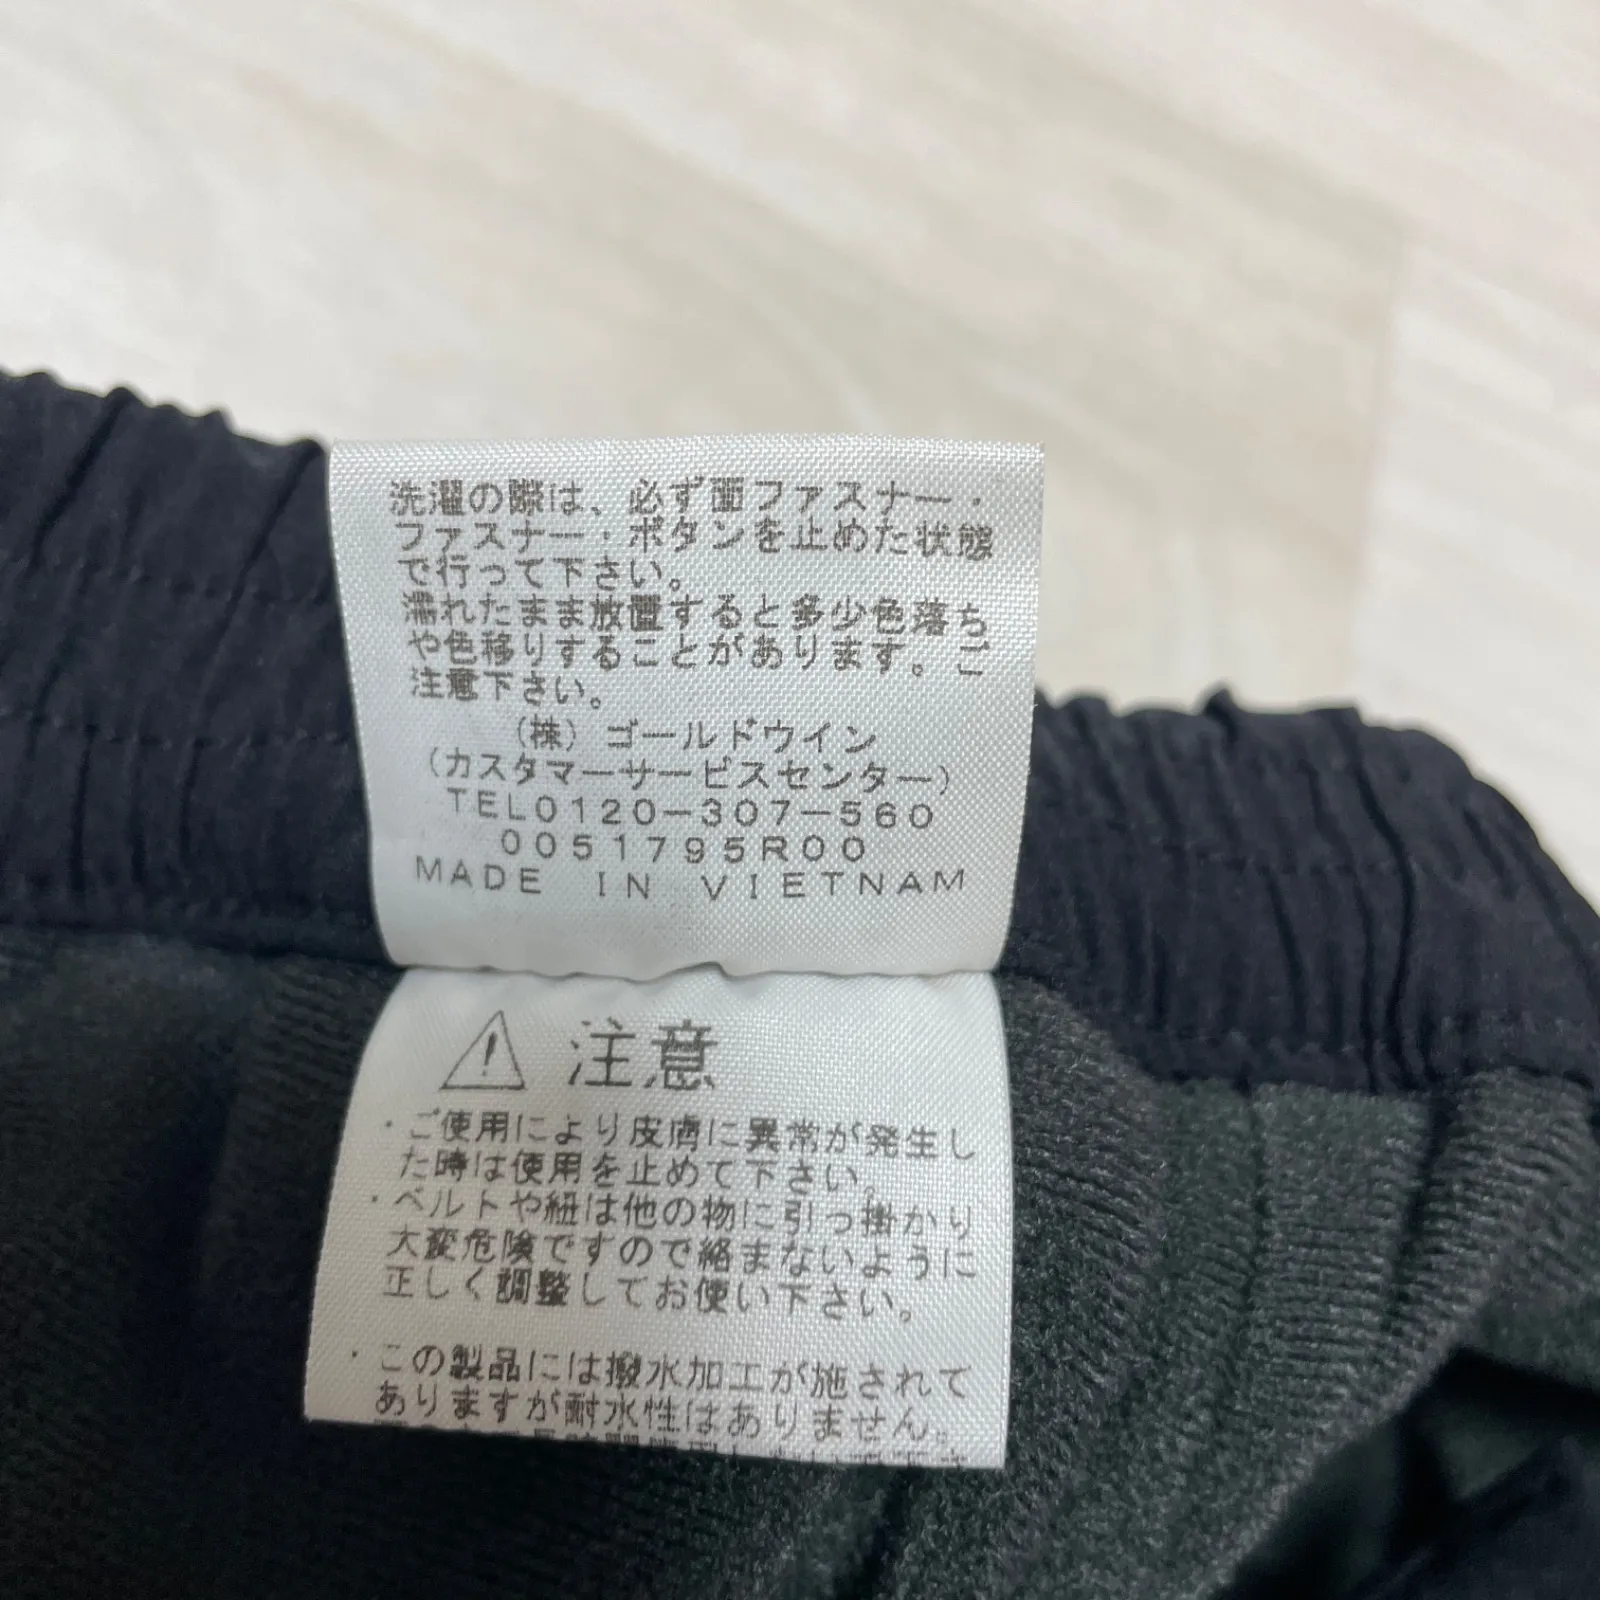 洗濯の際は、必ず面ファスナー・
ファスナー・ボタンを止めた状態
で行って下さい。
濡れたまま放置すると多少色落ち
や色移りすることがあります。ご
注意下さい。
(株)ゴールドウイン
(カスタマーサービスセンター)
TEL0120-307-560
0051795R00
MADE IN VIETNAM
注意
・ご使用により皮膚に異常が発生し
た時は使用を止めて下さい。
・ベルトや紐は他の物に引っ掛かり
大変危険ですので絡まないように
正しく調整してお使い下さい。
・この製品には撥水加工が施されて
ありますが耐水性はありません。